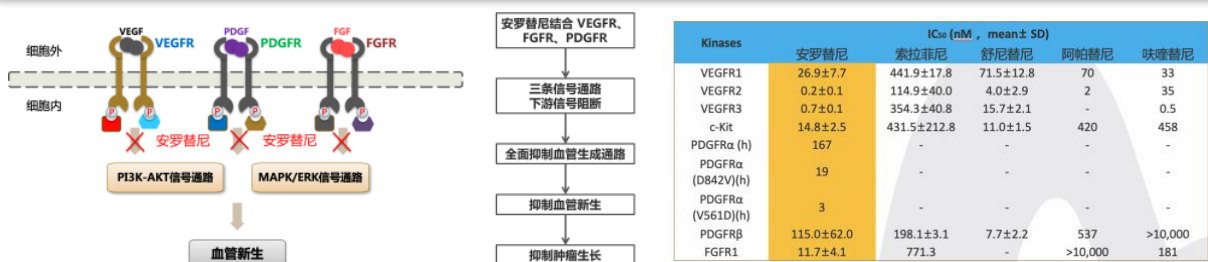 VEGF
PDGF
FGF
细胞外
VEGFR
PDGFR
FGFR
细胞内
P P P P P P
安罗替尼 安罗替尼
PI3K-AKT信号通路
MAPK/ERK信号通路
血管新生
安罗替尼结合 VEGFR、
FGFR、PDGFR
三条信号通路
下游信号阻断
全面抑制血管生成通路
抑制血管新生
抑制肿瘤生长
Kinases IC50 (nM , mean± SD)
安罗替尼 索拉菲尼 舒尼替尼 阿帕替尼 呋喹替尼
VEGFR1 26.9±7.7 441.9±17.8 71.5±12.8 70 33
VEGFR2 0.2±0.1 114.9±40.0 4.0±2.9 2 35
VEGFR3 0.7±0.1 354.3±40.8 15.7±2.1 - 0.5
c-Kit 14.8±2.5 431.5±212.8 11.0±1.5 420 458
PDGFRα (h) 167 - - - -
PDGFRα
(D842V)(h) 19 - - - -
PDGFRα
(V561D)(h) 3 - - - -
PDGFRβ 115.0±62.0 198.1±3.1 7.7±2.2 537 >10,000
FGFR1 11.7±4.1 771.3 - >10,000 181